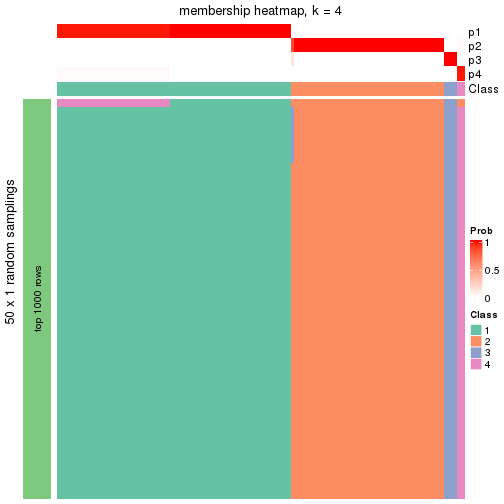 membership heatmap, k = 4
p1
p2
p3
p4
Class
50 x 1 random samplings
top 1000 rows
Prob
1
0.5
0
Class
1
2
3
4